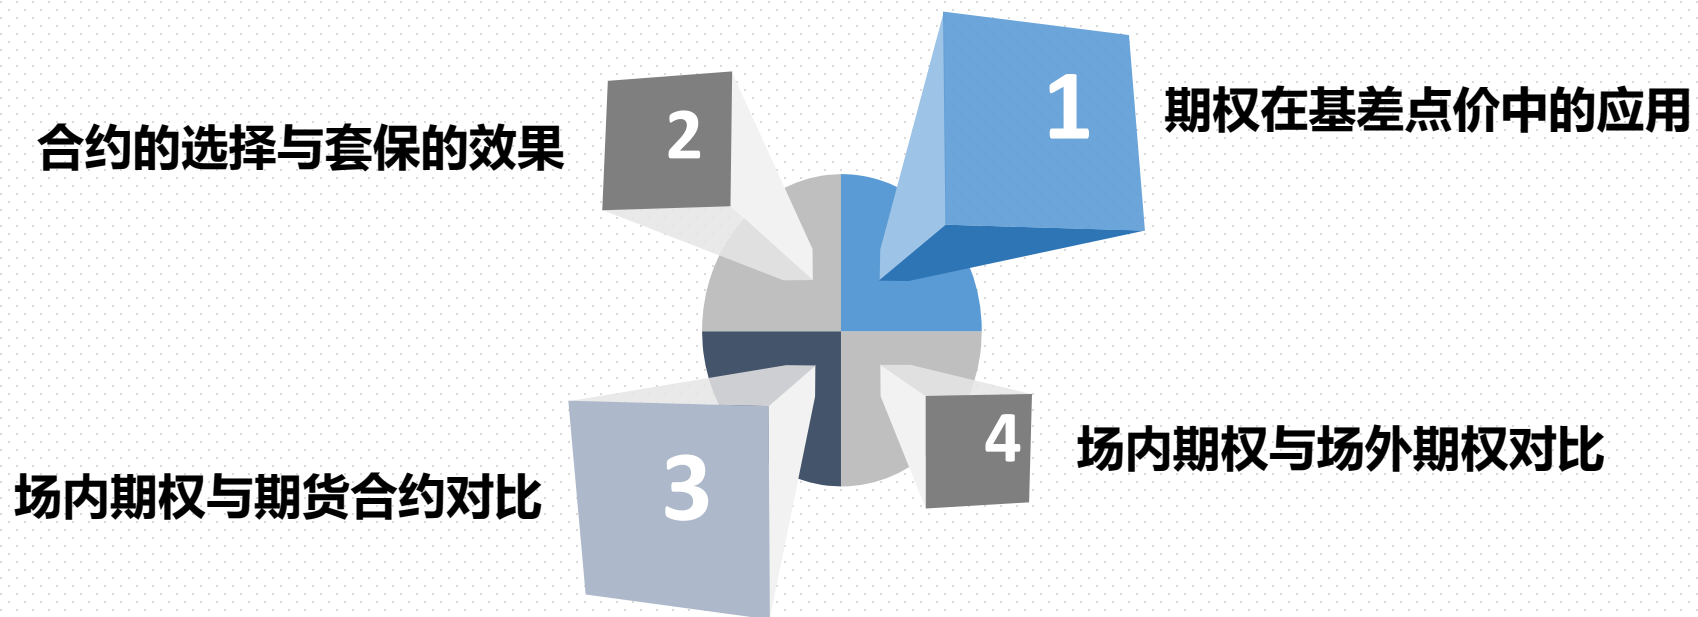 1
期权在基差点价中的应用
2
合约的选择与套保的效果
3
场内期权与期货合约对比
4
场内期权与场外期权对比